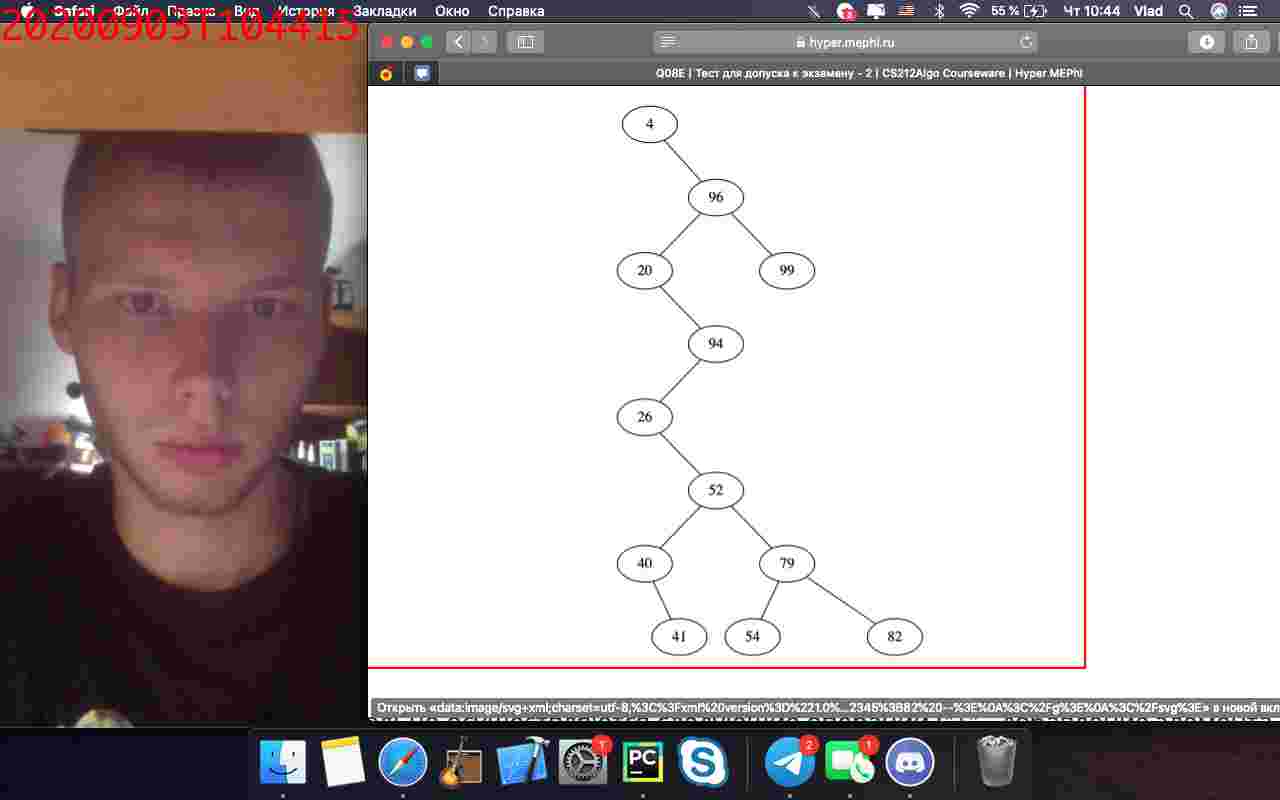 20200903T104415
Safari Файл Правка Вид История Закладки Окно Справка
55 % Чт 10:44 Vlad
hyper.mephi.ru
Q08E | Тест для допуска к экзамену - 2 | CS212Algo Courseware | Hyper.MEPhI
4
96
20 99
94
26
52
40 79
41 54 82
Открыть «data:image/svg+xml;charset=utf-8,%3C%3Fxml%20version%3D%221.0%...2345%3B82%20--%3E%0A%3C%2Fg%3E%0A%3C%2Fsvg%3E» в новой вкл
1
PC
2
1